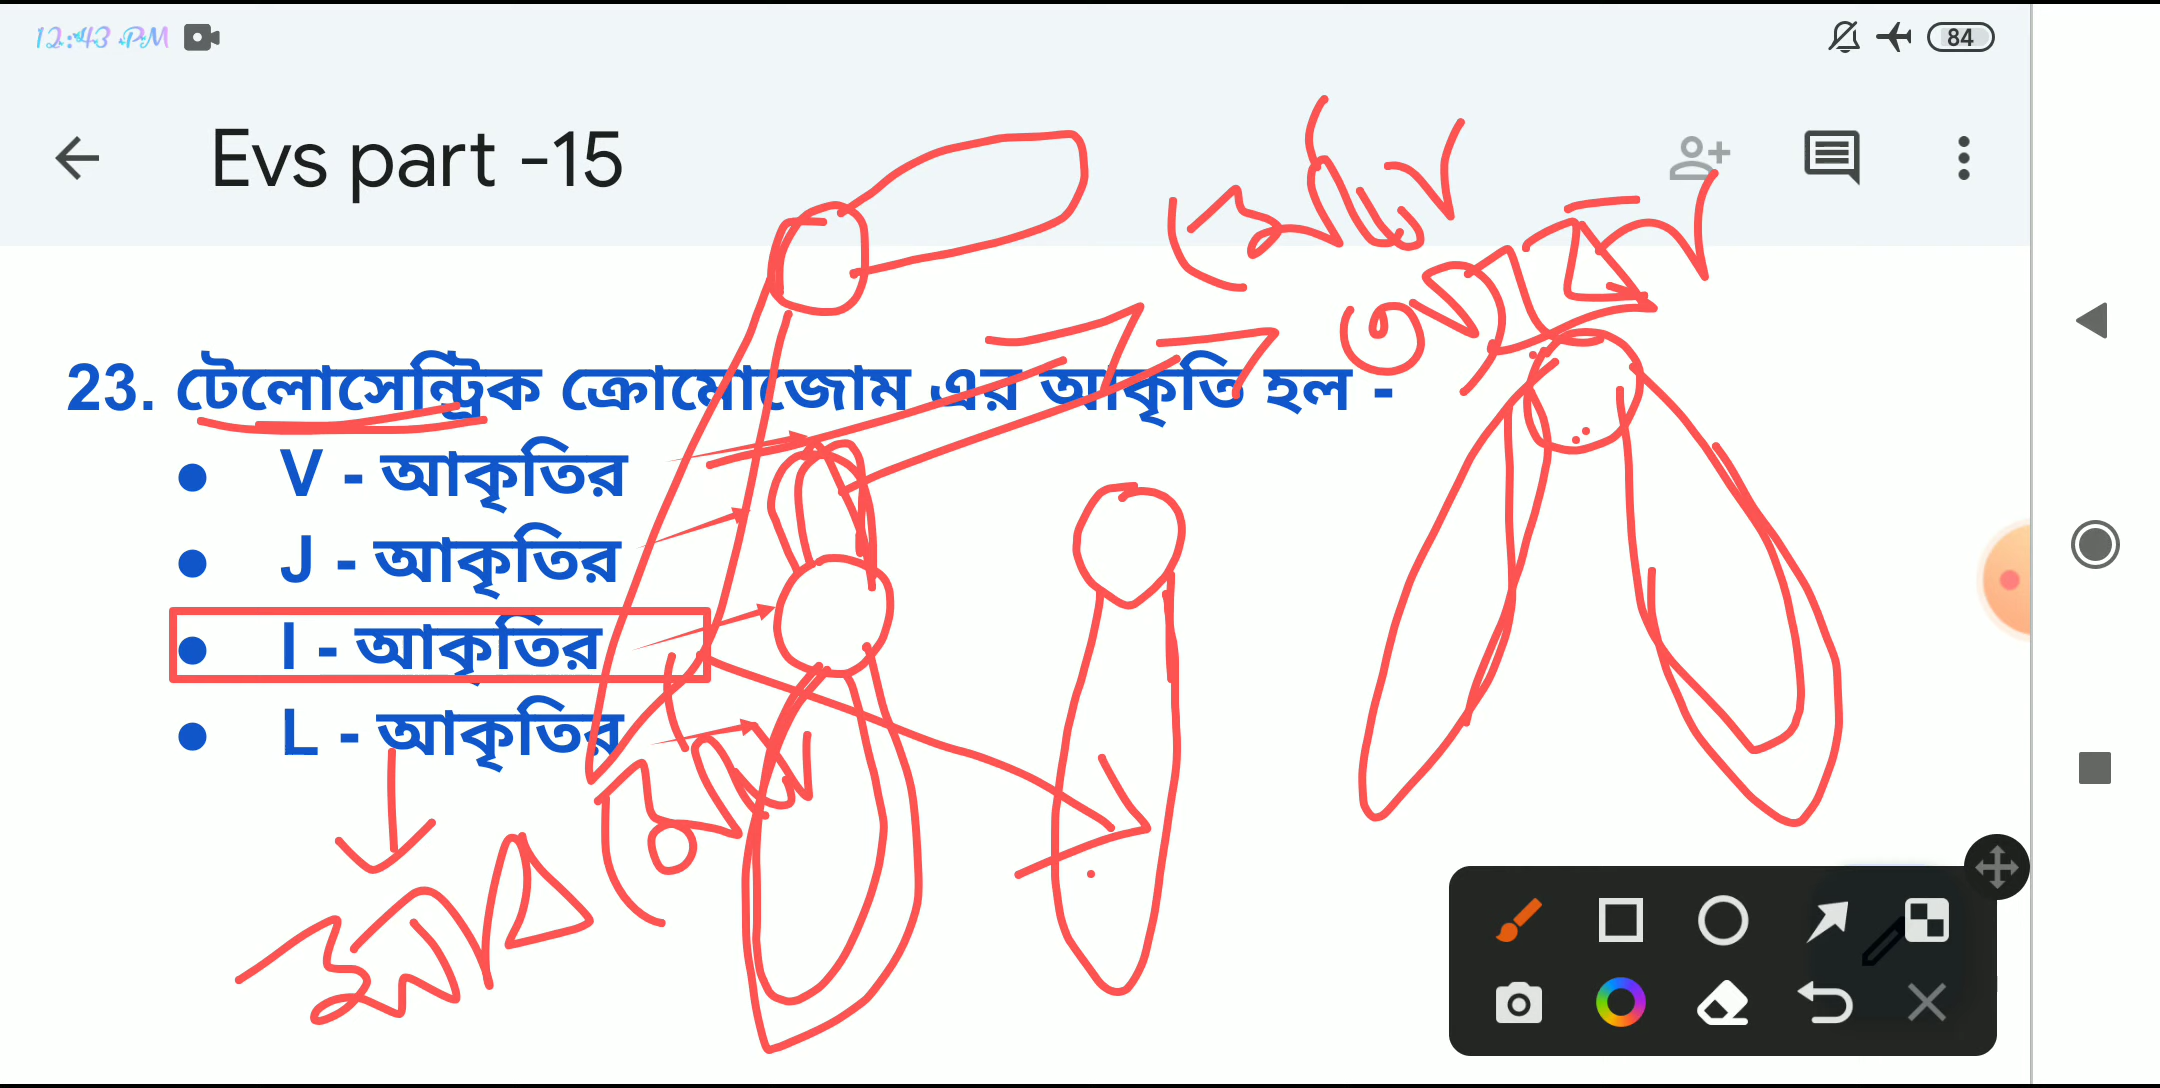 12:43 PM
84
Evs part -15
23. টেলোসেন্ট্রিক ক্রোমোজোম এর আকৃতি হল -
● V - আকৃতির
● J - আকৃতির
● I - আকৃতির
● L - আকৃতির